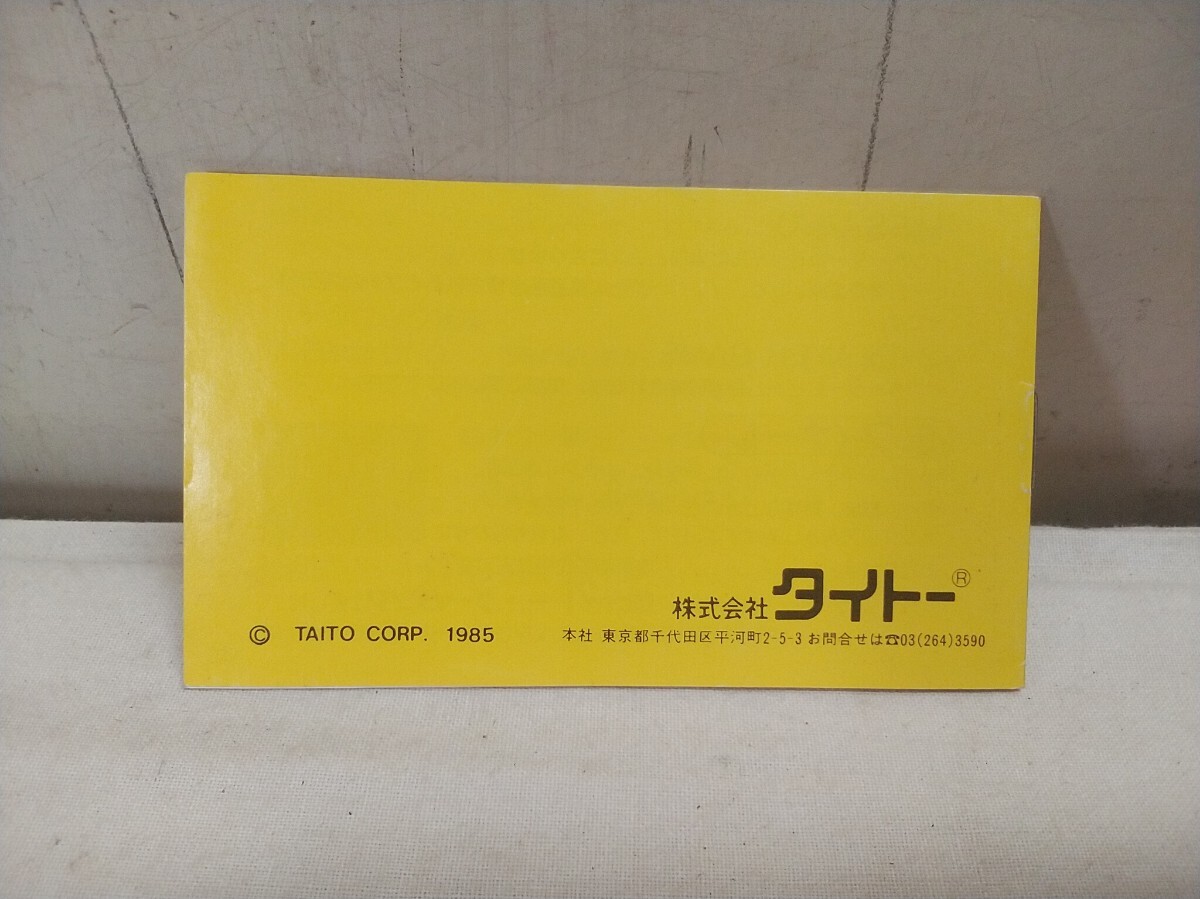 株式会社 タイトー®
© TAITO CORP. 1985
本社 東京都千代田区平河町2-5-3 お問合せは☎03(264)3590